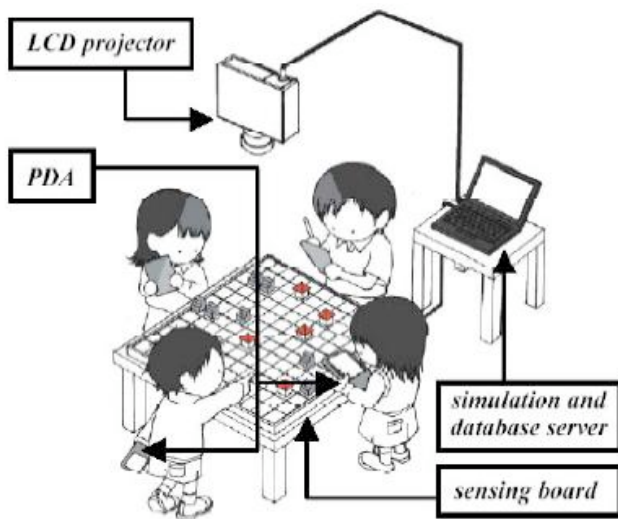 LCD projector
PDA
simulation and
database server
sensing board